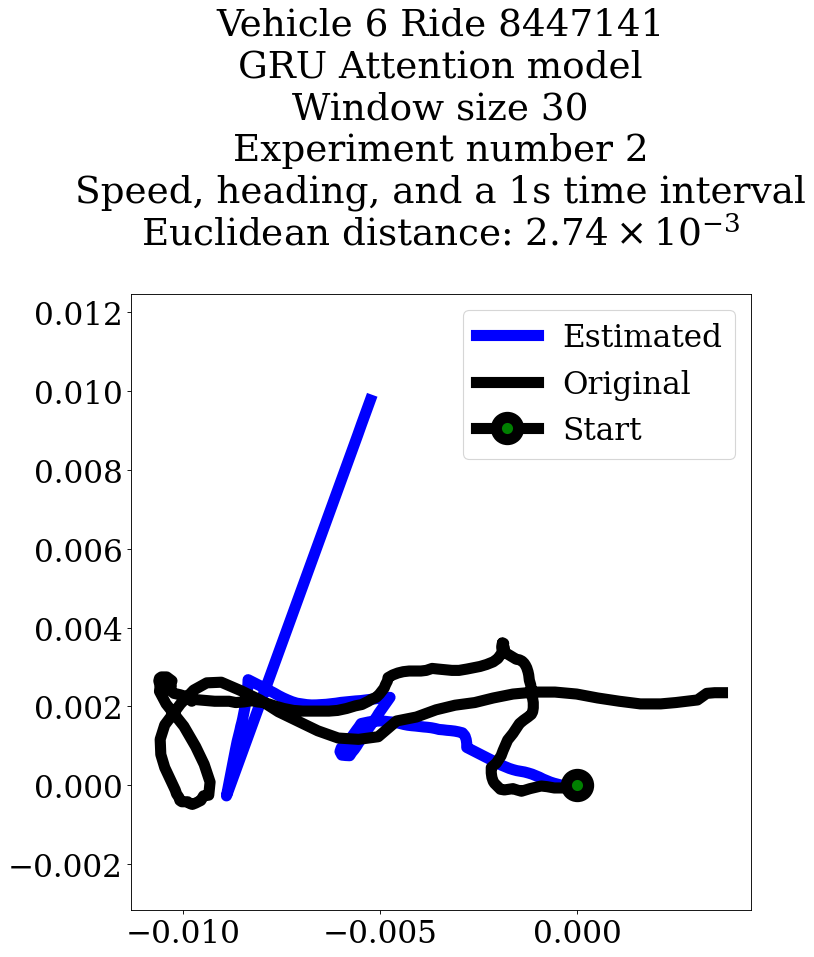 Vehicle 6 Ride 8447141
GRU Attention model
Window size 30
Experiment number 2
Speed, heading, and a 1s time interval
Euclidean distance: 2.74 × 10⁻³
Estimated
Original
Start
0.012
0.010
0.008
0.006
0.004
0.002
0.000
−0.002
−0.010
−0.005
0.000